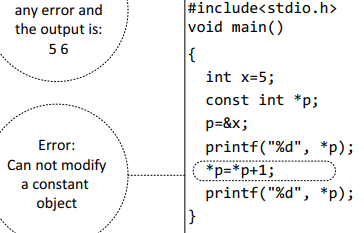 any error and
the output is:
5 6
Error:
Can not modify
a constant
object
#include<stdio.h>
void main()
{
int x=5;
const int *p;
p=&x;
printf("%d", *p);
*p=*p+1;
printf("%d", *p);
}